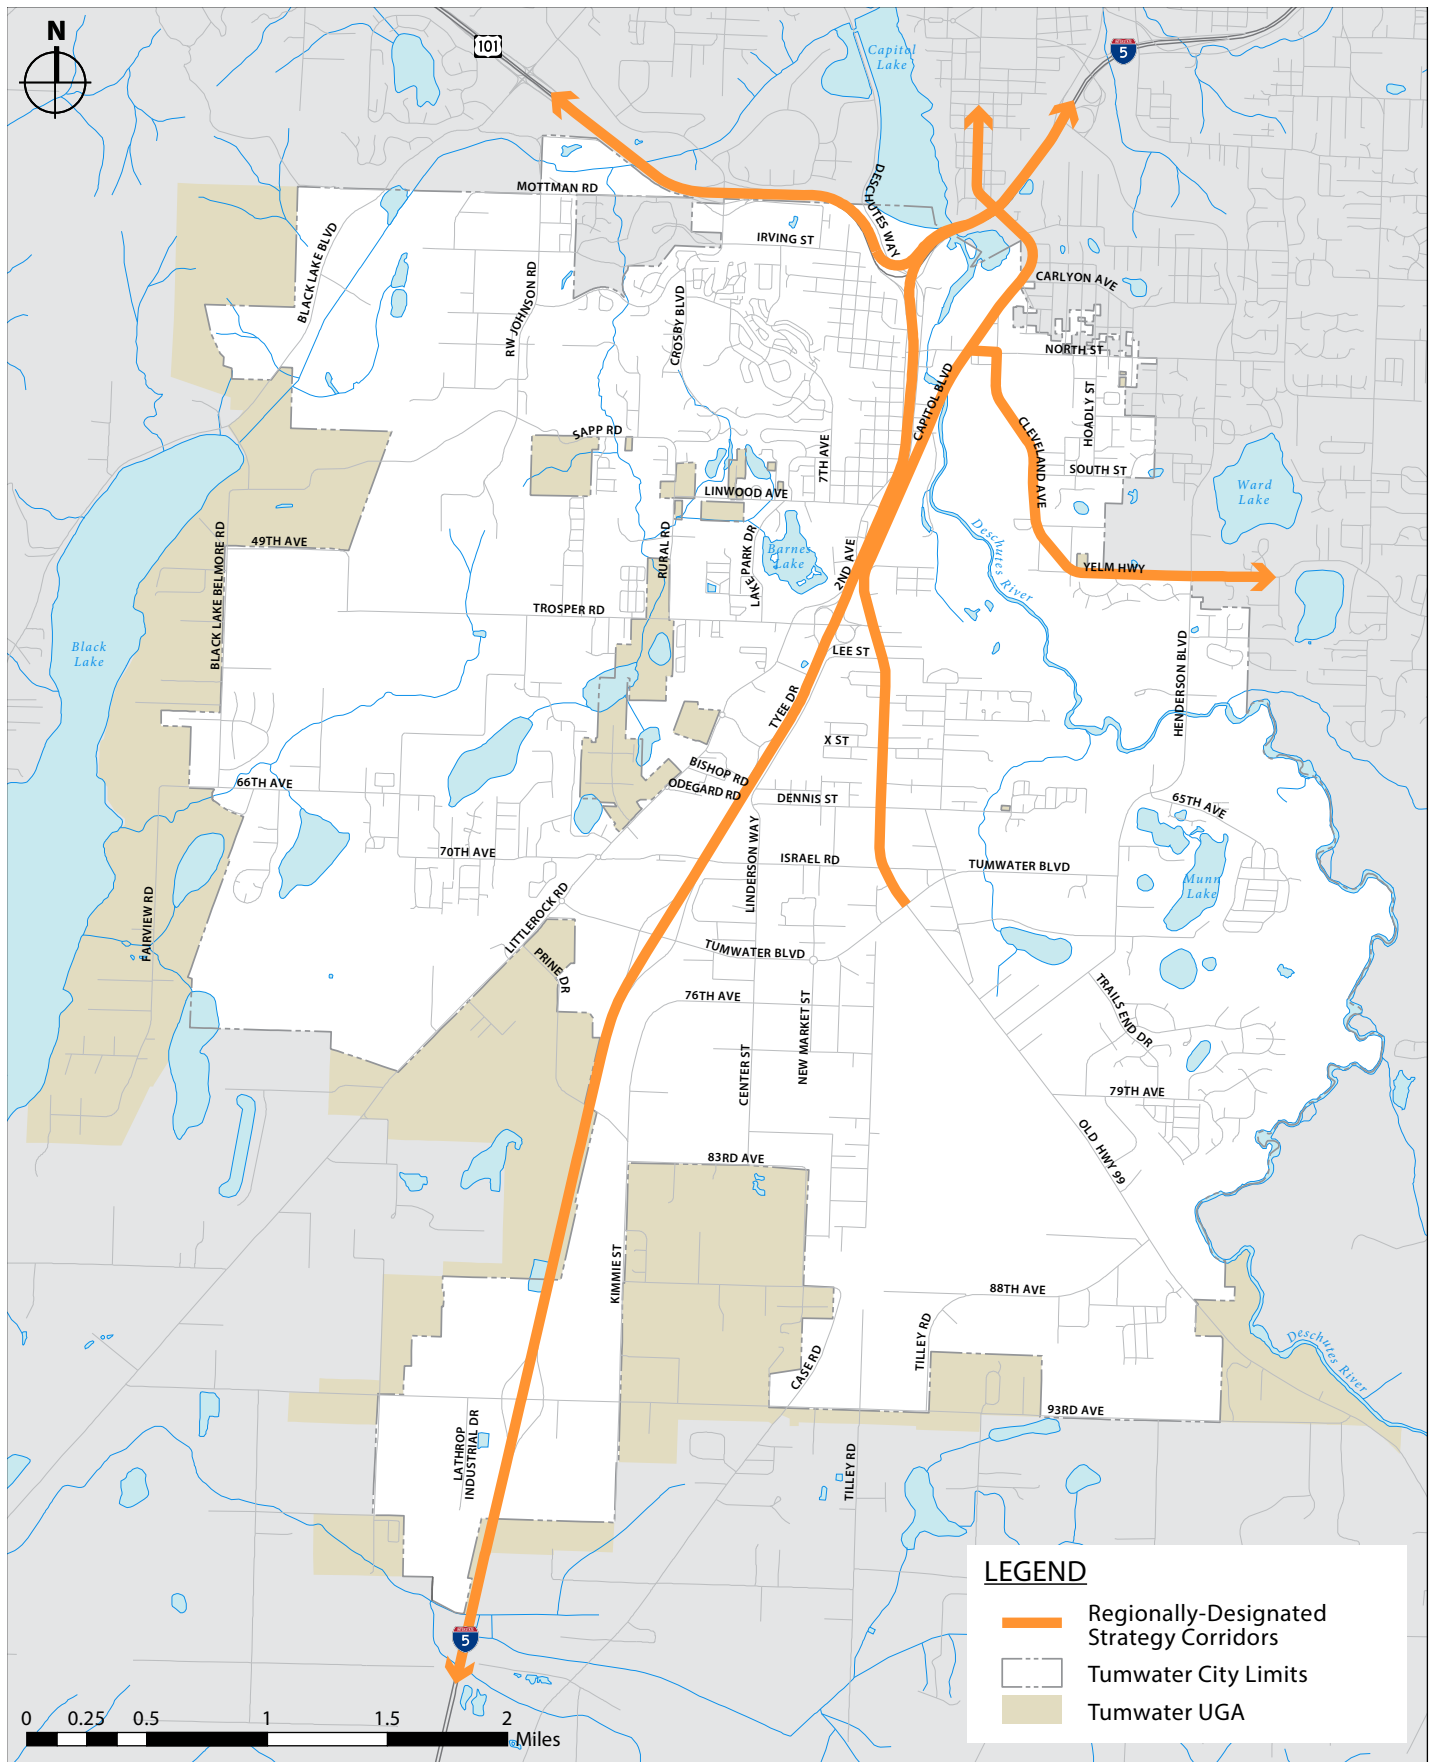 N
101
5
Capitol
Lake
MOTTMAN RD
DESCHUTES WAY
IRVING ST
BLACK LAKE BLVD
RW JOHNSON RD
CROSBY BLVD
CARLYON AVE
NORTH ST
CAPITOL BLVD
HOADLY ST
CLEVELAND AVE
SAPP RD
7TH AVE
SOUTH ST
LINWOOD AVE
Ward
Lake
BLACK LAKE BELMORE RD
49TH AVE
RURAL RD
LAKE PARK DR
Barnes
Lake
2ND AVE
Deschutes River
YELM HWY
TROSPER RD
Black
Lake
LEE ST
HENDERSON BLVD
TYEE DR
X ST
BISHOP RD
ODEGARD RD
66TH AVE
DENNIS ST
65TH AVE
70TH AVE
LINDERSON WAY
ISRAEL RD
TUMWATER BLVD
Munn
Lake
FAIRVIEW RD
LITTLEROCK RD
PRINE DR
TUMWATER BLVD
76TH AVE
NEW MARKET ST
TRAILS END DR
CENTER ST
79TH AVE
OLD HWY 99
83RD AVE
KIMMIE ST
88TH AVE
TILLEY RD
CASE RD
Deschutes River
93RD AVE
LATHROP
INDUSTRIAL DR
TILLEY RD
5
LEGEND
Regionally-Designated
Strategy Corridors
Tumwater City Limits
Tumwater UGA
0 0.25 0.5 1 1.5 2
Miles